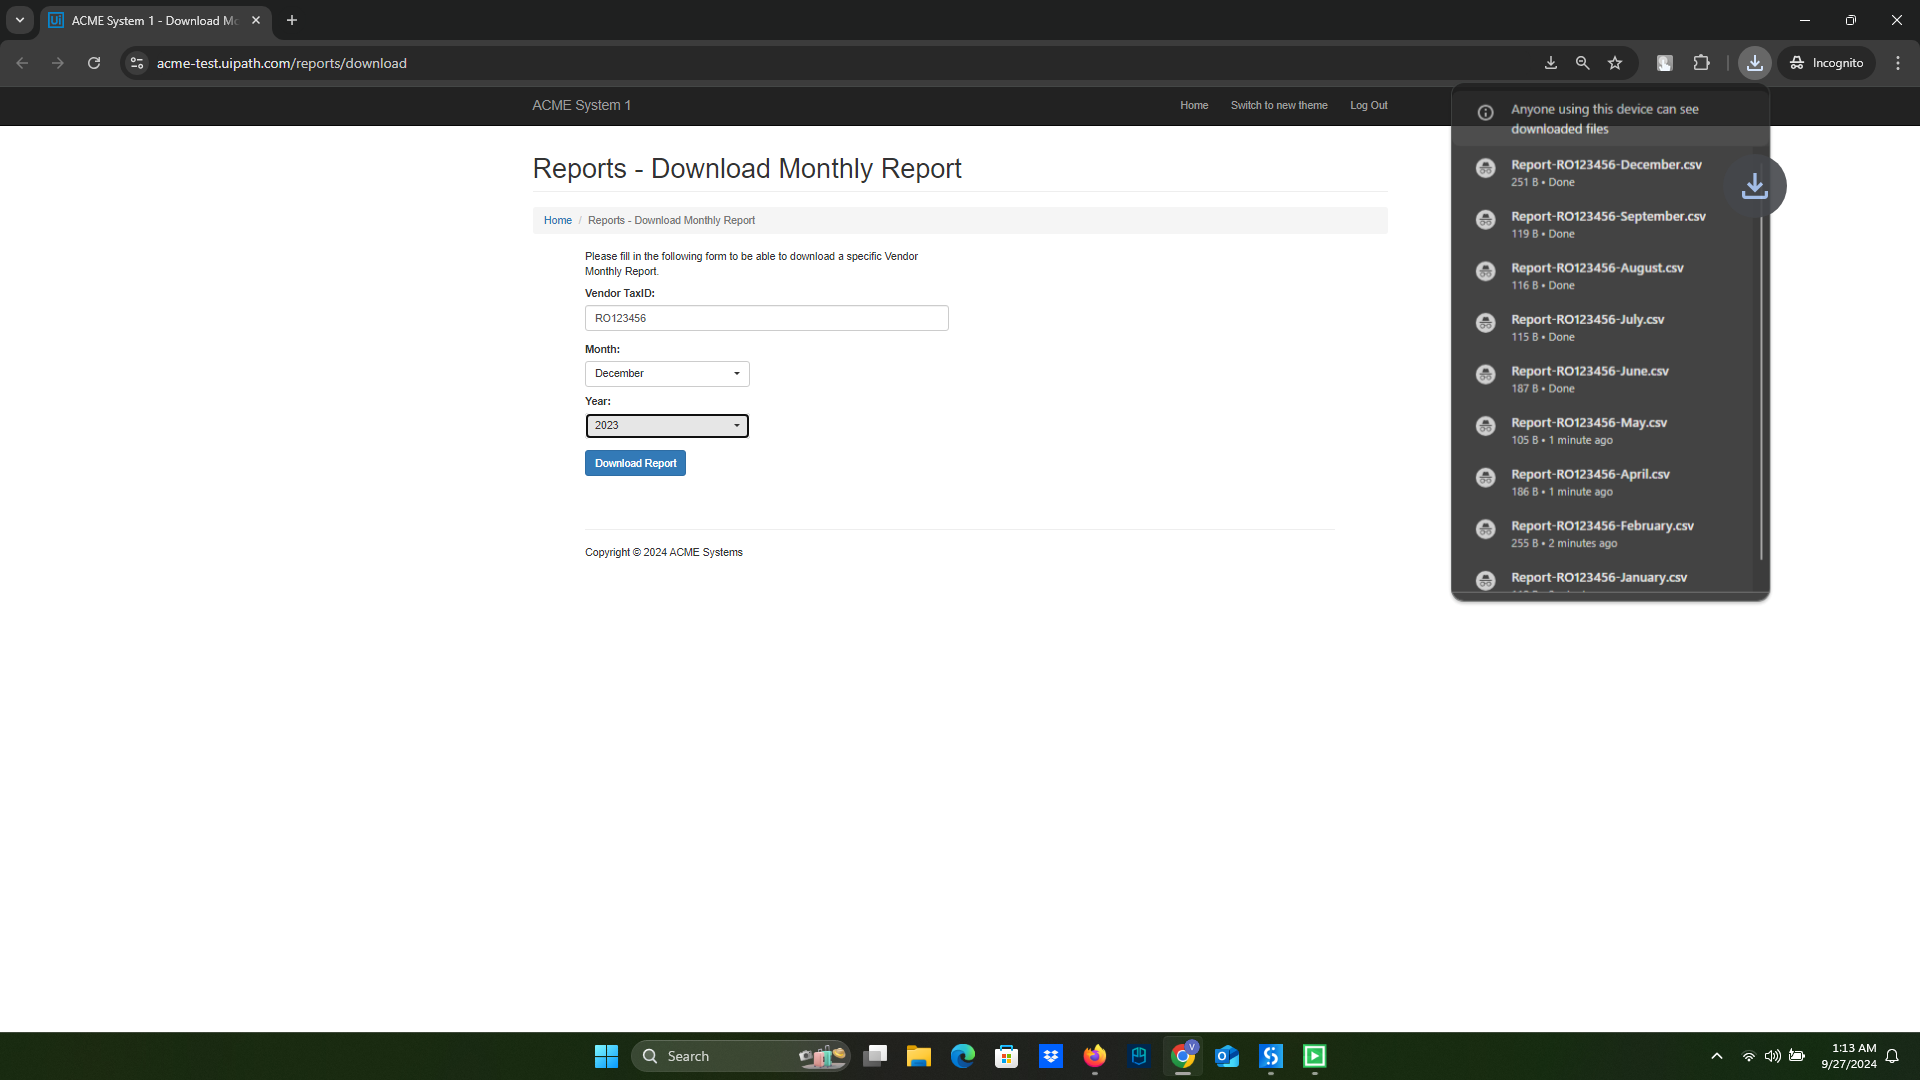 ACME System 1 - Download Mo
acme-test.uipath.com/reports/download
Incognito
ACME System 1
Home
Switch to new theme
Log Out
Anyone using this device can see
downloaded files
Report-RO123456-December.csv
251 B • Done
Report-RO123456-September.csv
119 B • Done
Report-RO123456-August.csv
116 B • Done
Report-RO123456-July.csv
115 B • Done
Report-RO123456-June.csv
187 B • Done
Report-RO123456-May.csv
105 B • 1 minute ago
Report-RO123456-April.csv
186 B • 1 minute ago
Report-RO123456-February.csv
255 B • 2 minutes ago
Report-RO123456-January.csv
Reports - Download Monthly Report
Home / Reports - Download Monthly Report
Please fill in the following form to be able to download a specific Vendor
Monthly Report.
Vendor TaxID:
RO123456
Month:
December
Year:
2023
Download Report
Copyright © 2024 ACME Systems
Search
1:13 AM
9/27/2024